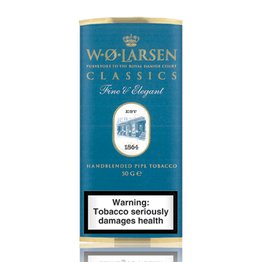 W·Ø·LARSEN
PURVEYORS TO THE ROYAL DANISH COURT
CLASSICS
Fine & Elegant
EST
1864
HANDBLENDED PIPE TOBACCO
50 G e
Warning:
Tobacco seriously
damages health